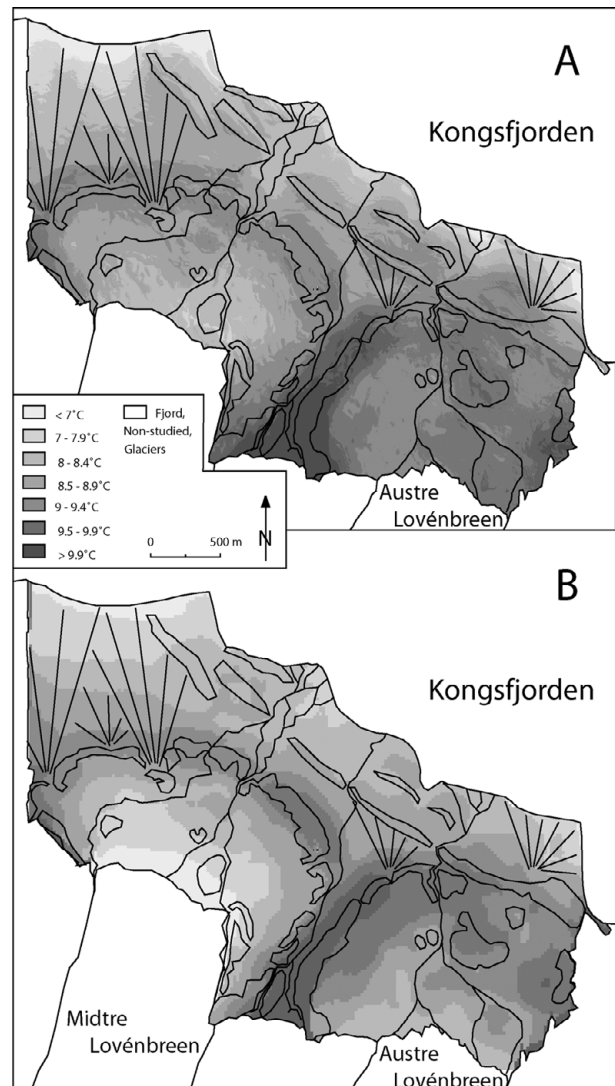 A
Kongsfjorden
< 7˚C
7 - 7.9˚C
8 - 8.4˚C
8.5 - 8.9˚C
9 - 9.4˚C
9.5 - 9.9˚C
> 9.9˚C
Fjord,
Non-studied,
Glaciers
0 500 m
N
Austre
Lovénbreen
B
Kongsfjorden
Midtre
Lovénbreen
Austre
Lovénbreen